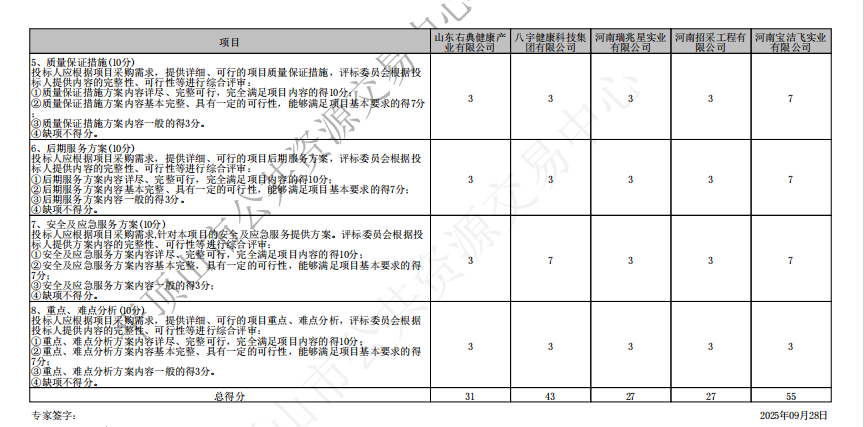 项目
山东右典健康产
业有限公司
八宇健康科技集
团有限公司
河南瑞兆星实业
有限公司
河南招采工程有
限公司
河南宝洁飞实业
有限公司
5、质量保证措施(10分)
投标人应根据项目采购需求，提供详细、可行的项目质量保证措施，评标委员会根据投
标人提供内容的完整性、可行性等进行综合评审:
①质量保证措施方案内容详尽、完整可行，完全满足项目内容的得10分;
②质量保证措施方案内容基本完整、具有一定的可行性，能够满足项目基本要求的得7分
;
③质量保证措施方案内容一般的得3分。
④缺项不得分。
3 3 3 3 7
6、后期服务方案(10分)
投标人应根据项目采购需求，提供详细、可行的项目后期服务方案，评标委员会根据投
标人提供内容的完整性、可行性等进行综合评审:
①后期服务方案内容详尽、完整可行，完全满足项目内容的得10分;
②后期服务方案内容基本完整、具有一定的可行性，能够满足项目基本要求的得7分;
③后期服务方案内容一般的得3分。
④缺项不得分。
3 3 3 3 7
7、安全及应急服务方案(10分)
投标人应根据项目采购需求,针对本项目的安全及应急服务提供方案。评标委员会根据投
标人提供方案内容的完整性、可行性等进行综合评审:
①安全及应急服务方案内容详尽、完整可行，完全满足项目内容的得10分;
②安全及应急服务方案内容基本完整，具有一定的可行性，能够满足项目基本要求的得
7分;
③安全及应急服务方案内容一般的得3分;
④缺项不得分。
3 7 3 3 7
8、重点、难点分析(10分)
投标人应根据项目采购需求，提供详细、可行的项目重点、难点分析，评标委员会根据
投标人提供内容的完整性、可行性等进行综合评审:
①重点、难点分析方案内容详尽、完整可行，完全满足项目内容的得10分;
②重点、难点分析方案内容基本完整、具有一定的可行性，能够满足项目基本要求的得
7分;
③重点、难点分析方案内容一般的得3分。
④缺项不得分。
3 3 3 3 3
总得分 31 43 27 27 55
专家签字:
2025年09月28日
顶山市公共资源交易中心
山市公共资源交易中心